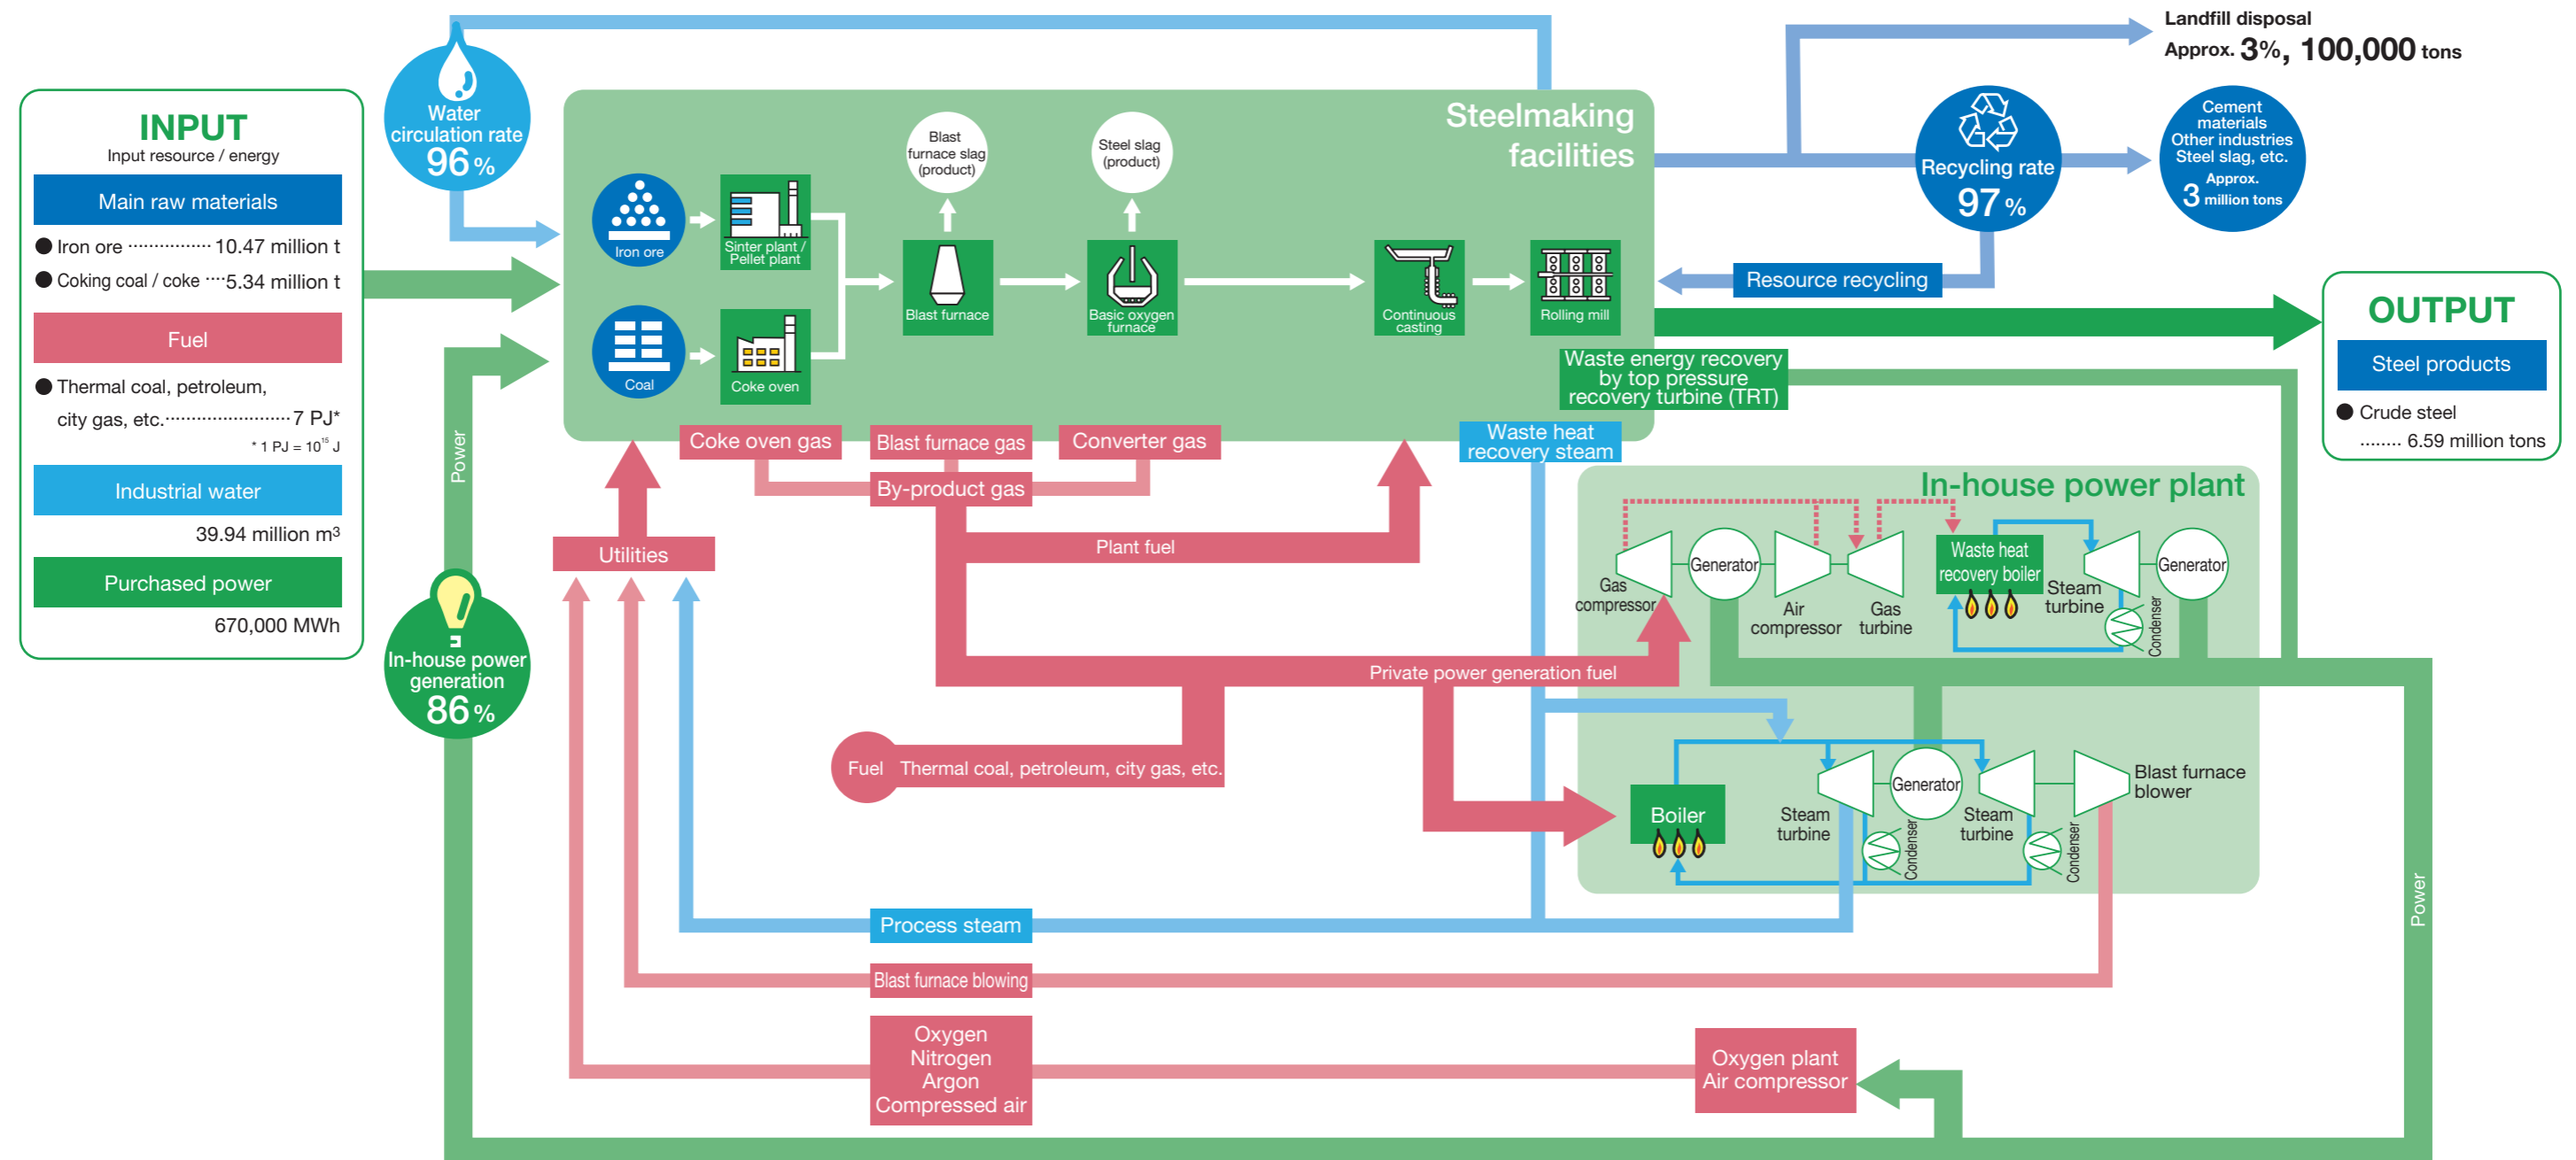 INPUT
Input resource / energy
Main raw materials
● Iron ore ················ 10.47 million t
● Coking coal / coke ····5.34 million t
Fuel
● Thermal coal, petroleum,
city gas, etc.························7 PJ*
* 1 PJ = 10¹⁵ J
Industrial water
39.94 million m³
Purchased power
670,000 MWh
Water
circulation rate
96 %
Power
In-house power
generation
86 %
Steelmaking
facilities
Iron ore
Sinter plant /
Pellet plant
Coal
Coke oven
Blast
furnace slag
(product)
Blast furnace
Steel slag
(product)
Basic oxygen
furnace
Continuous
casting
Rolling mill
Landfill disposal
Approx. 3%, 100,000 tons
Recycling rate
97 %
Cement
materials
Other industries
Steel slag, etc.
Approx.
3 million tons
Resource recycling
OUTPUT
Steel products
● Crude steel
........ 6.59 million tons
Waste energy recovery
by top pressure
recovery turbine (TRT)
Coke oven gas
Blast furnace gas
Converter gas
By-product gas
Waste heat
recovery steam
Utilities
Plant fuel
Private power generation fuel
Fuel
Thermal coal, petroleum, city gas, etc.
In-house power plant
Gas
compressor
Generator
Air
compressor
Gas
turbine
Waste heat
recovery boiler
Steam
turbine
Condenser
Generator
Boiler
Steam
turbine
Condenser
Generator
Steam
turbine
Condenser
Blast furnace
blower
Process steam
Blast furnace blowing
Oxygen
Nitrogen
Argon
Compressed air
Oxygen plant
Air compressor
Power